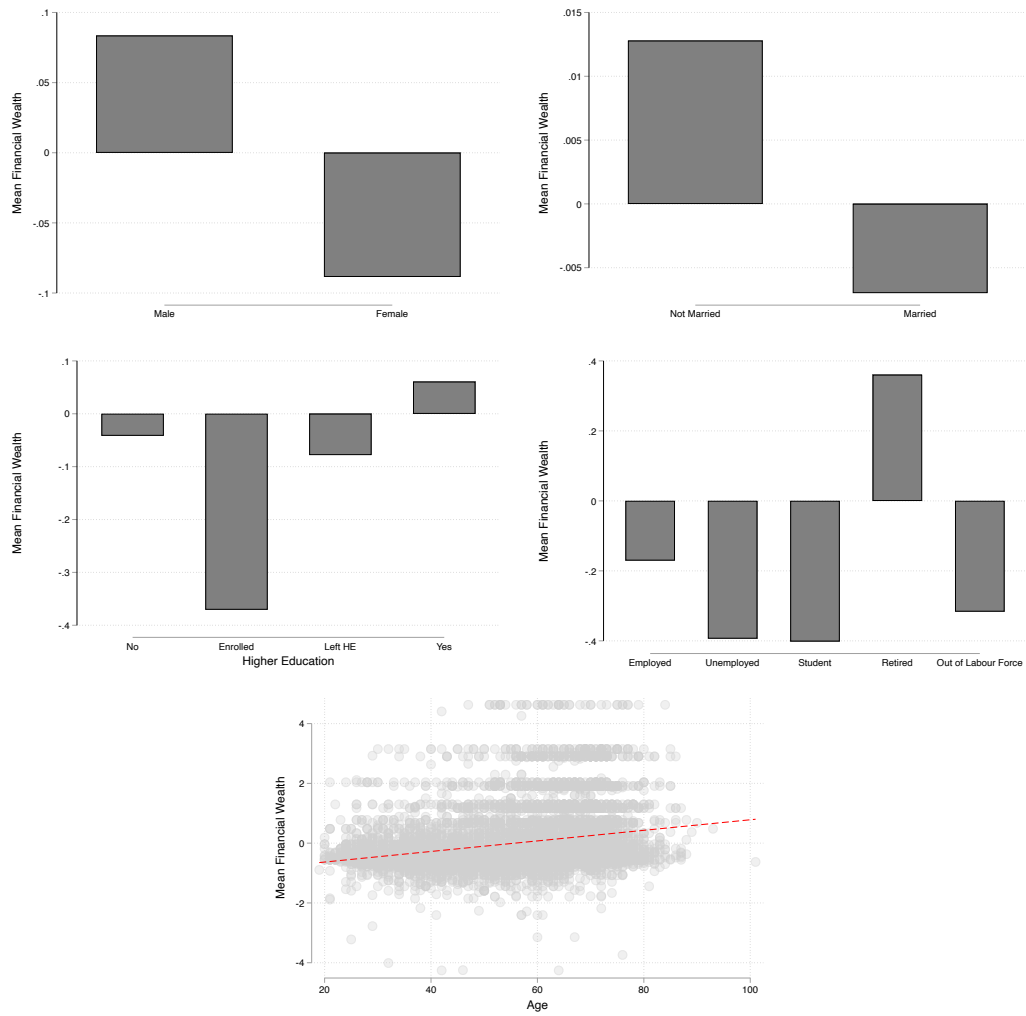 Mean Financial Wealth
.1
.05
0
-.05
-.1
Male Female
Mean Financial Wealth
.015
.01
.005
0
-.005
Not Married Married
Mean Financial Wealth
.1
0
-.1
-.2
-.3
-.4
No Enrolled Left HE Yes
Higher Education
Mean Financial Wealth
.4
.2
0
-.2
-.4
Employed Unemployed Student Retired Out of Labour Force
Mean Financial Wealth
4
2
0
-2
-4
20 40 60 80 100
Age